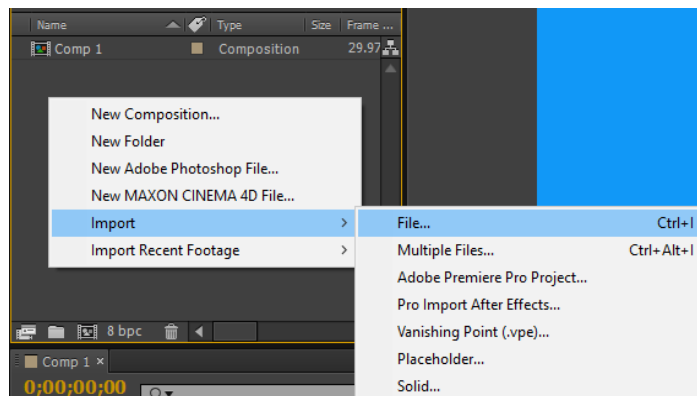 Name Type Size Frame ...
Comp 1 Composition 29.97
New Composition...
New Folder
New Adobe Photoshop File...
New MAXON CINEMA 4D File...
Import
Import Recent Footage
File... Ctrl+I
Multiple Files... Ctrl+Alt+I
Adobe Premiere Pro Project...
Pro Import After Effects...
Vanishing Point (.vpe)...
Placeholder...
Solid...
8 bpc
Comp 1 ×
0;00;00;00